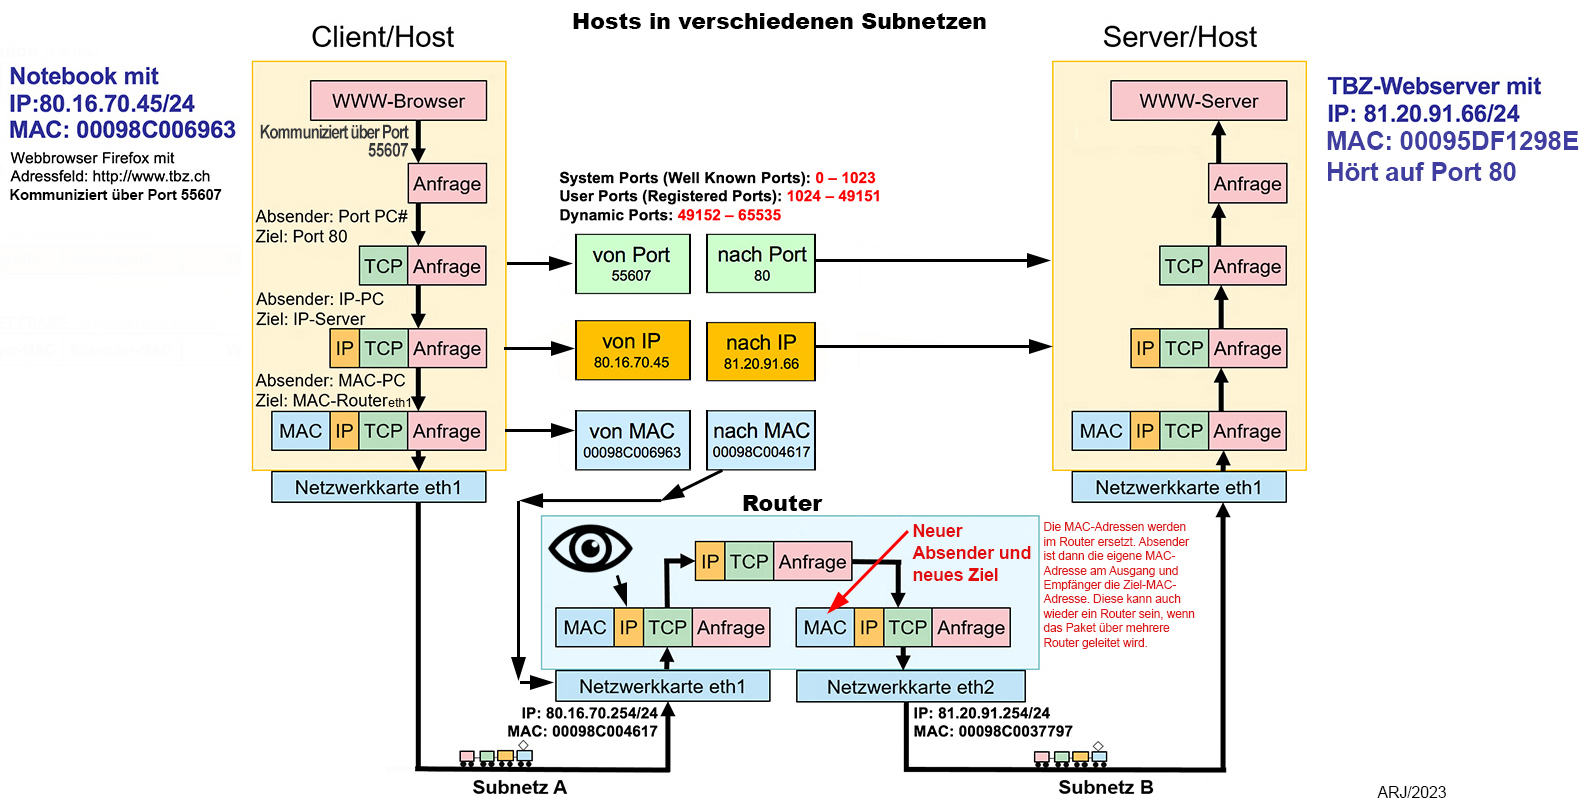 Hosts in verschiedenen Subnetzen
Client/Host
Server/Host
Notebook mit
IP:80.16.70.45/24
MAC: 00098C006963
Webbrowser Firefox mit
Adressfeld: http://www.tbz.ch
Kommuniziert über Port 55607
WWW-Browser
Kommuniziert über Port
55607
Anfrage
Absender: Port PC#
Ziel: Port 80
TCP Anfrage
Absender: IP-PC
Ziel: IP-Server
IP TCP Anfrage
Absender: MAC-PC
Ziel: MAC-Routereth1
MAC IP TCP Anfrage
Netzwerkkarte eth1
System Ports (Well Known Ports): 0 – 1023
User Ports (Registered Ports): 1024 – 49151
Dynamic Ports: 49152 – 65535
von Port
55607
nach Port
80
von IP
80.16.70.45
nach IP
81.20.91.66
von MAC
00098C006963
nach MAC
00098C004617
WWW-Server
Anfrage
TCP Anfrage
IP TCP Anfrage
MAC IP TCP Anfrage
Netzwerkkarte eth1
TBZ-Webserver mit
IP: 81.20.91.66/24
MAC: 00095DF1298E
Hört auf Port 80
Router
IP TCP Anfrage
Neuer
Absender und
neues Ziel
MAC IP TCP Anfrage
MAC IP TCP Anfrage
Netzwerkkarte eth1
Netzwerkkarte eth2
IP: 80.16.70.254/24
MAC: 00098C004617
IP: 81.20.91.254/24
MAC: 00098C0037797
Die MAC-Adressen werden
im Router ersetzt. Absender
ist dann die eigene MAC-
Adresse am Ausgang und
Empfänger die Ziel-MAC-
Adresse. Diese kann auch
wieder ein Router sein, wenn
das Paket über mehrere
Router geleitet wird.
Subnetz A
Subnetz B
ARJ/2023